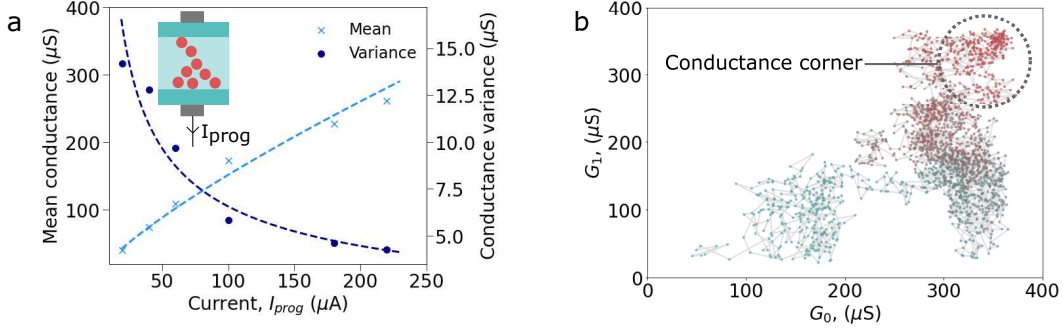 a
400
300
200
100
Mean conductance (μS)
Mean
Variance
I_prog
15.0
12.5
10.0
7.5
5.0
Conductance variance (μS)
50
100
150
200
250
Current, I_prog (μA)
b
400
300
200
100
0
G₁, (μS)
Conductance corner
0
100
200
300
400
G₀, (μS)